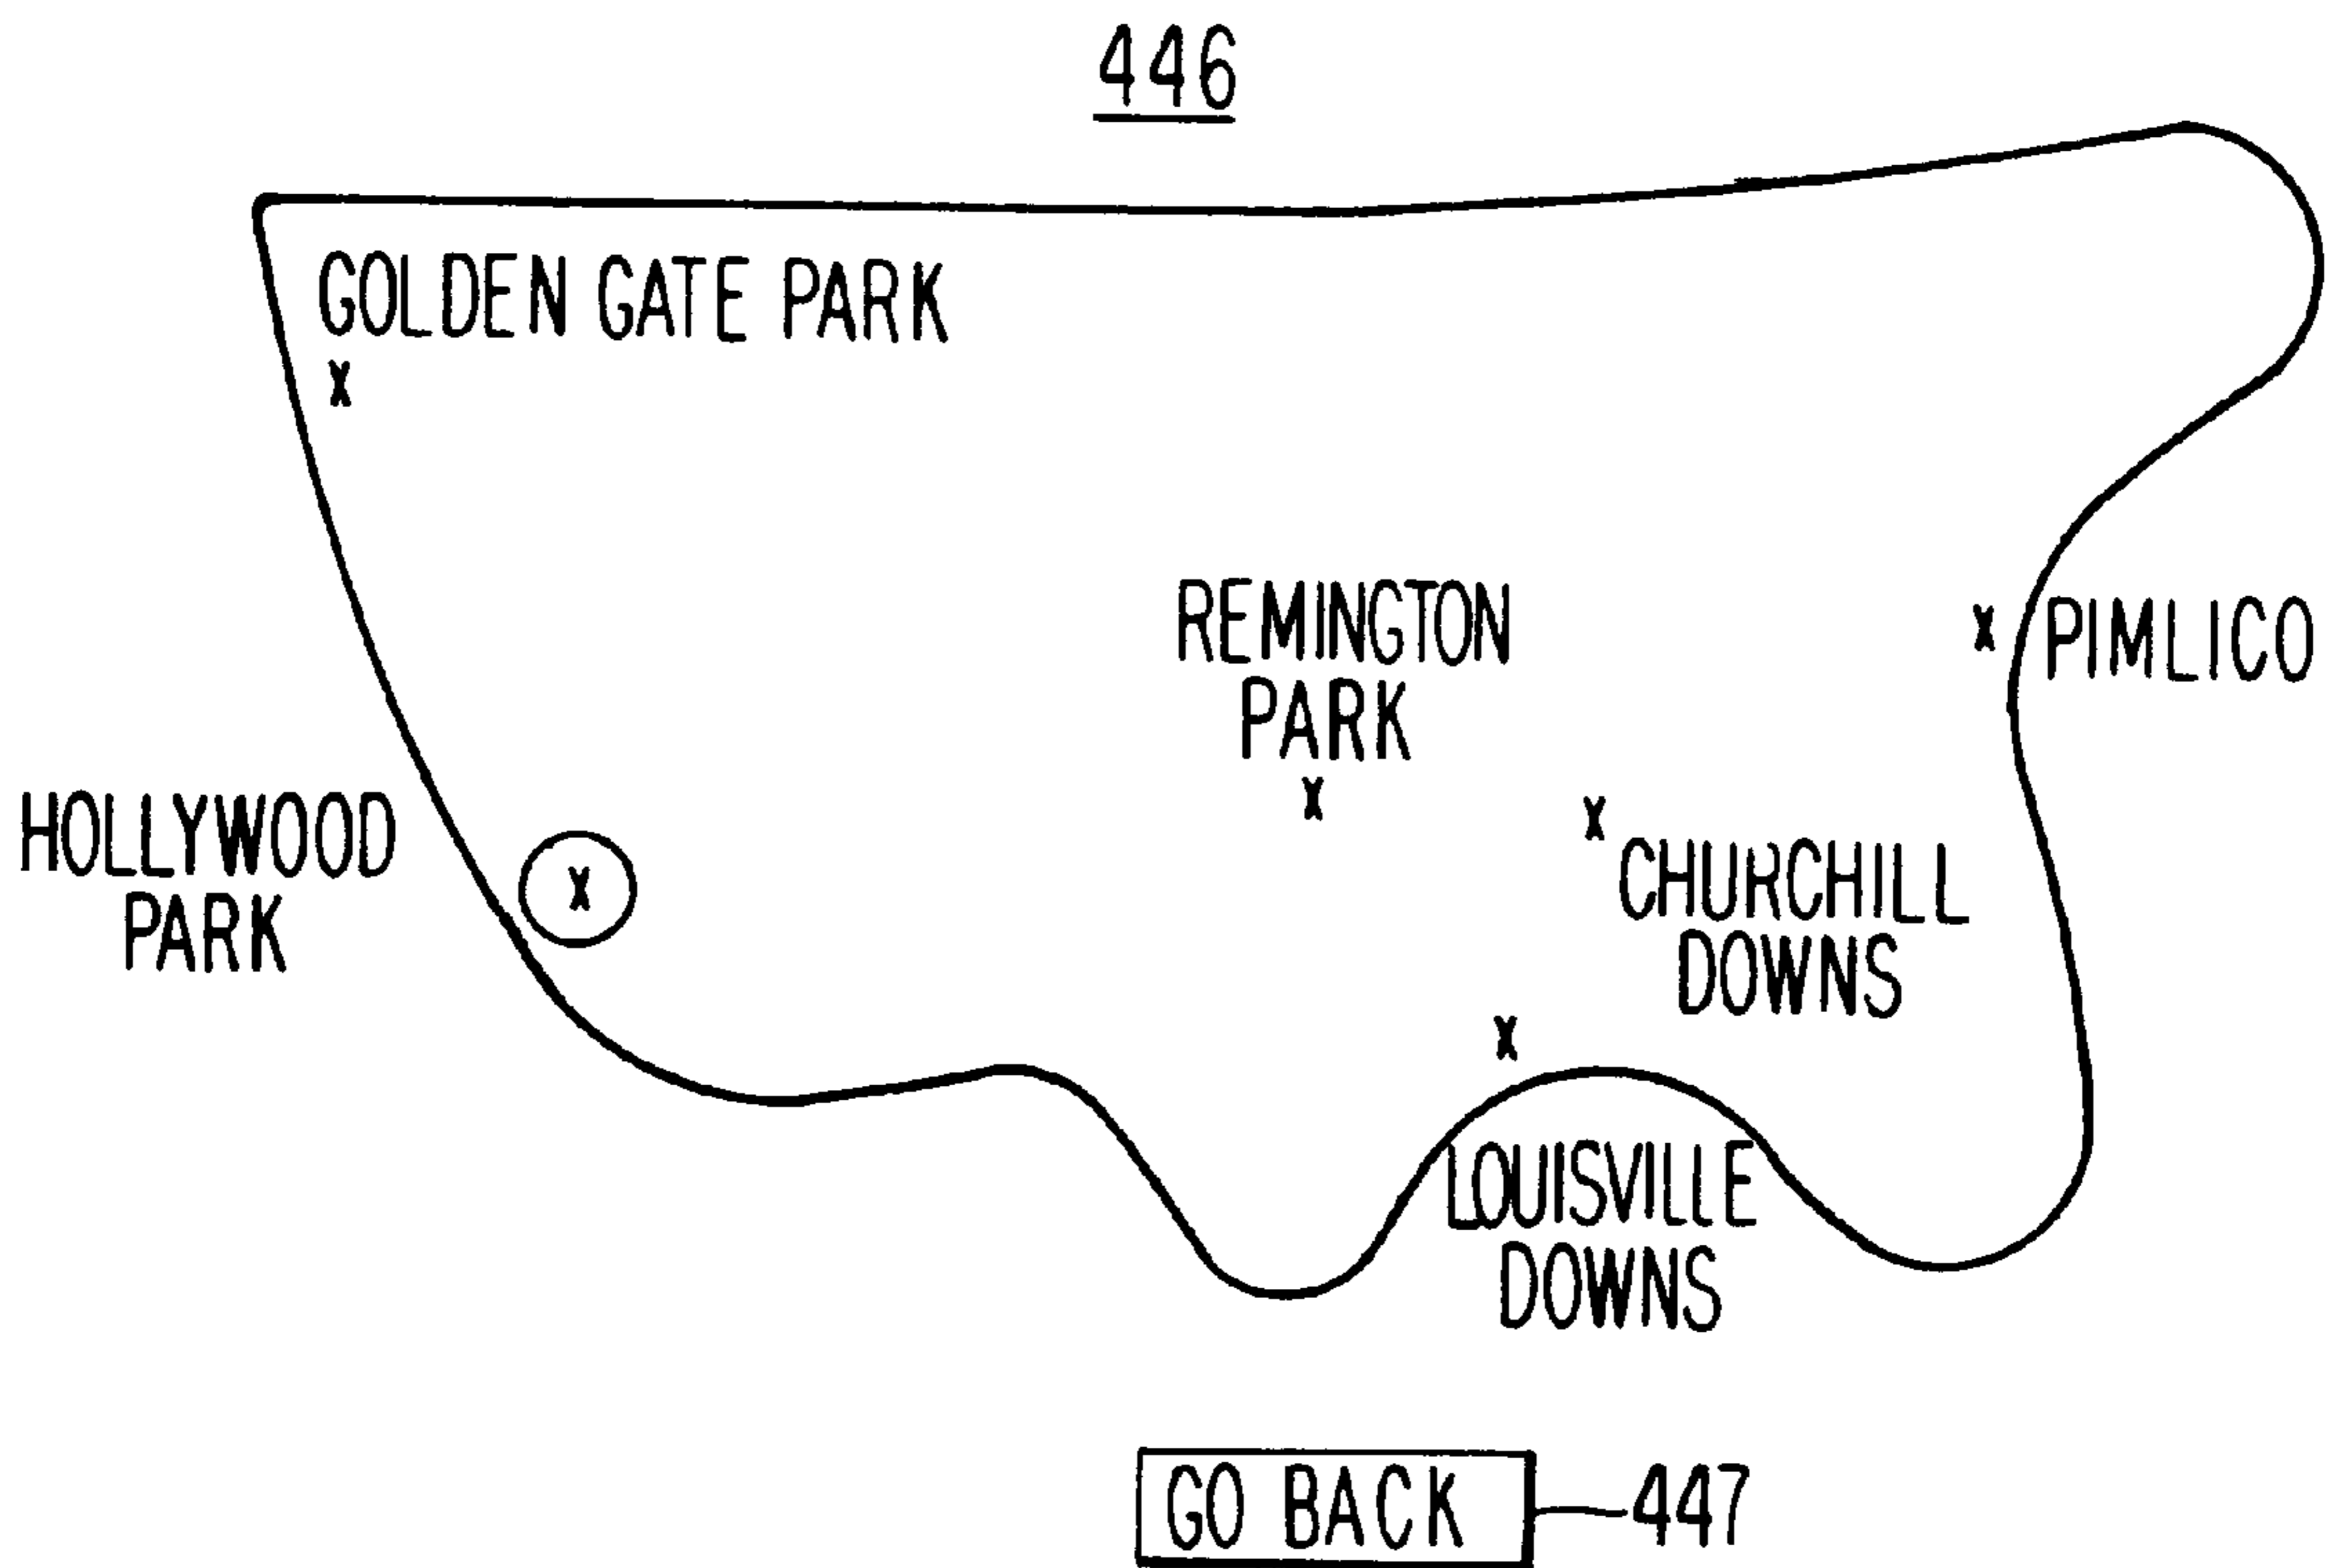 446
GOLDEN GATE PARK
X
REMINGTON
PARK
X
X PIMLICO
HOLLYWOOD
PARK
X
X
CHURCHILL
DOWNS
X
LOUISVILLE
DOWNS
GO BACK 447